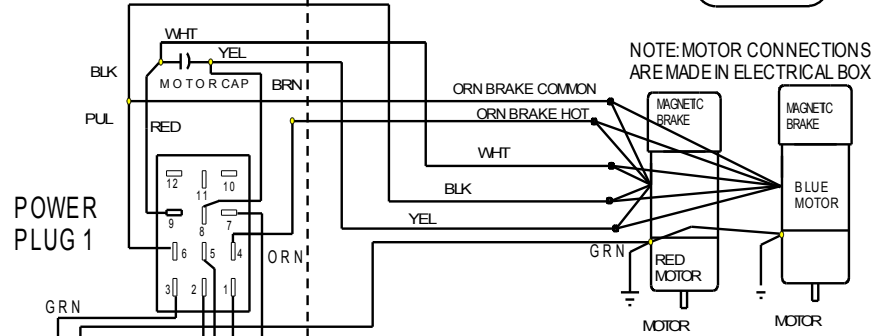 WHT
YEL
NOTE: MOTOR CONNECTIONS
ARE MADE IN ELECTRICAL BOX
BLK
MOTOR CAP
BRN
ORN BRAKE COMMON
MAGNETIC
BRAKE
MAGNETIC
BRAKE
PUL
RED
ORN BRAKE HOT
WHT
12
11
10
BLK
BLUE
MOTOR
POWER
PLUG 1
9
8
7
YEL
6
5
4
ORN
GRN
RED
MOTOR
3
2
1
GRN
MOTOR
MOTOR